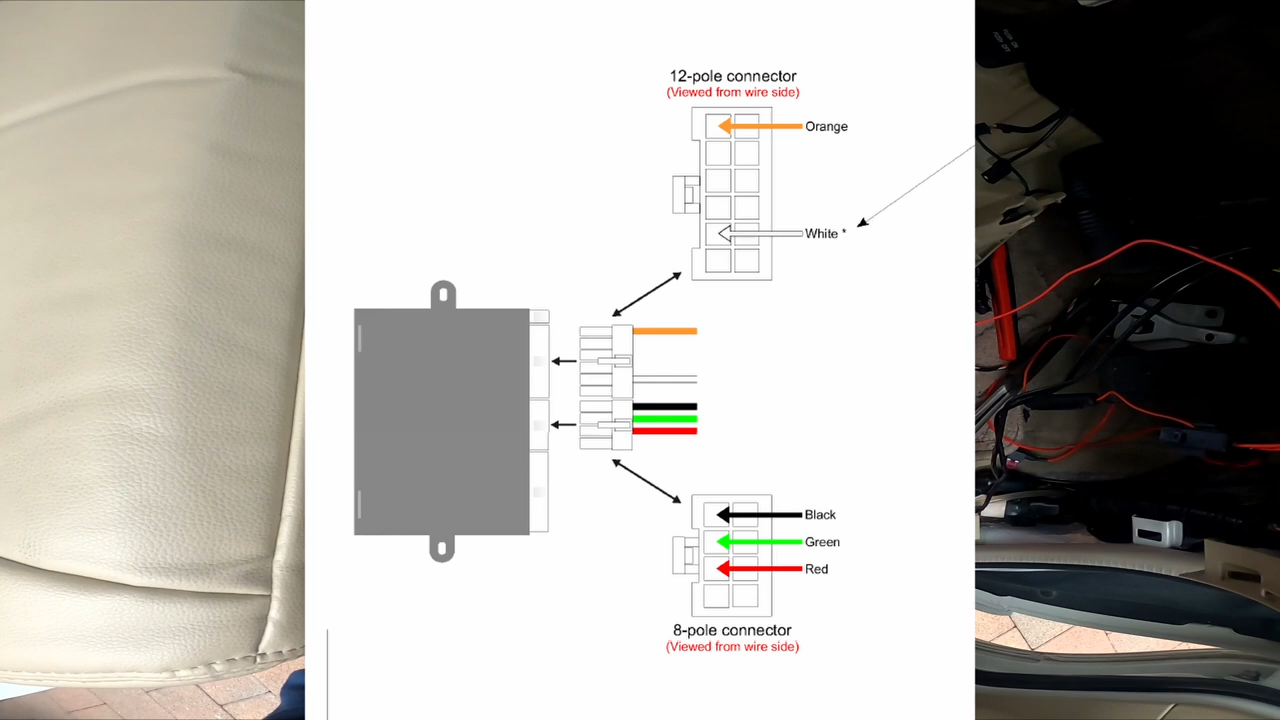 12-pole connector
(Viewed from wire side)
Orange
White *
Black
Green
Red
8-pole connector
(Viewed from wire side)